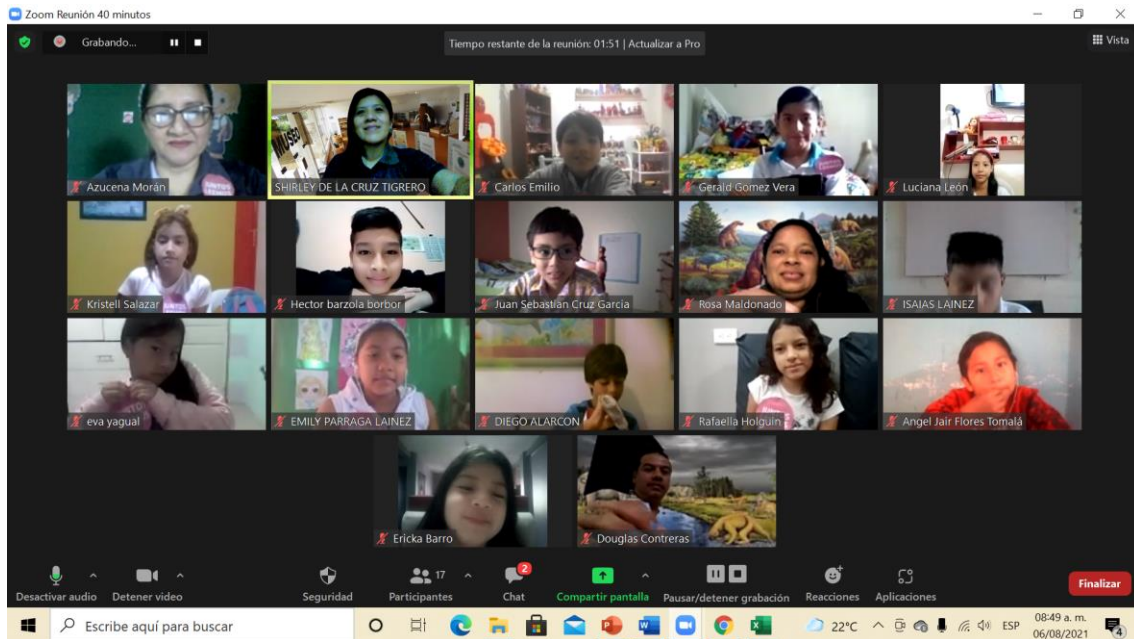 Zoom Reunión 40 minutos
Grabando...
Tiempo restante de la reunión: 01:51 | Actualizar a Pro
Vista
MUSEO
Azucena Morán
SHIRLEY DE LA CRUZ TIGRERO
Carlos Emilio
Gerald Gomez Vera
Luciana León
Kristell Salazar
Hector barzola borbor
Juan Sebastian Cruz Garcia
Rosa Maldonado
ISAIAS LAINEZ
eva yagual
EMILY PARRAGA LAINEZ
DIEGO ALARCON
Rafaella Holguin
Angel Jair Flores Tomalá
Ericka Barro
Douglas Contreras
17
2
Desactivar audio
Detener video
Seguridad
Participantes
Chat
Compartir pantalla
Pausar/detener grabación
Reacciones
Aplicaciones
Finalizar
Escribe aquí para buscar
22°C
ESP
08:49 a. m.
06/08/2021
4